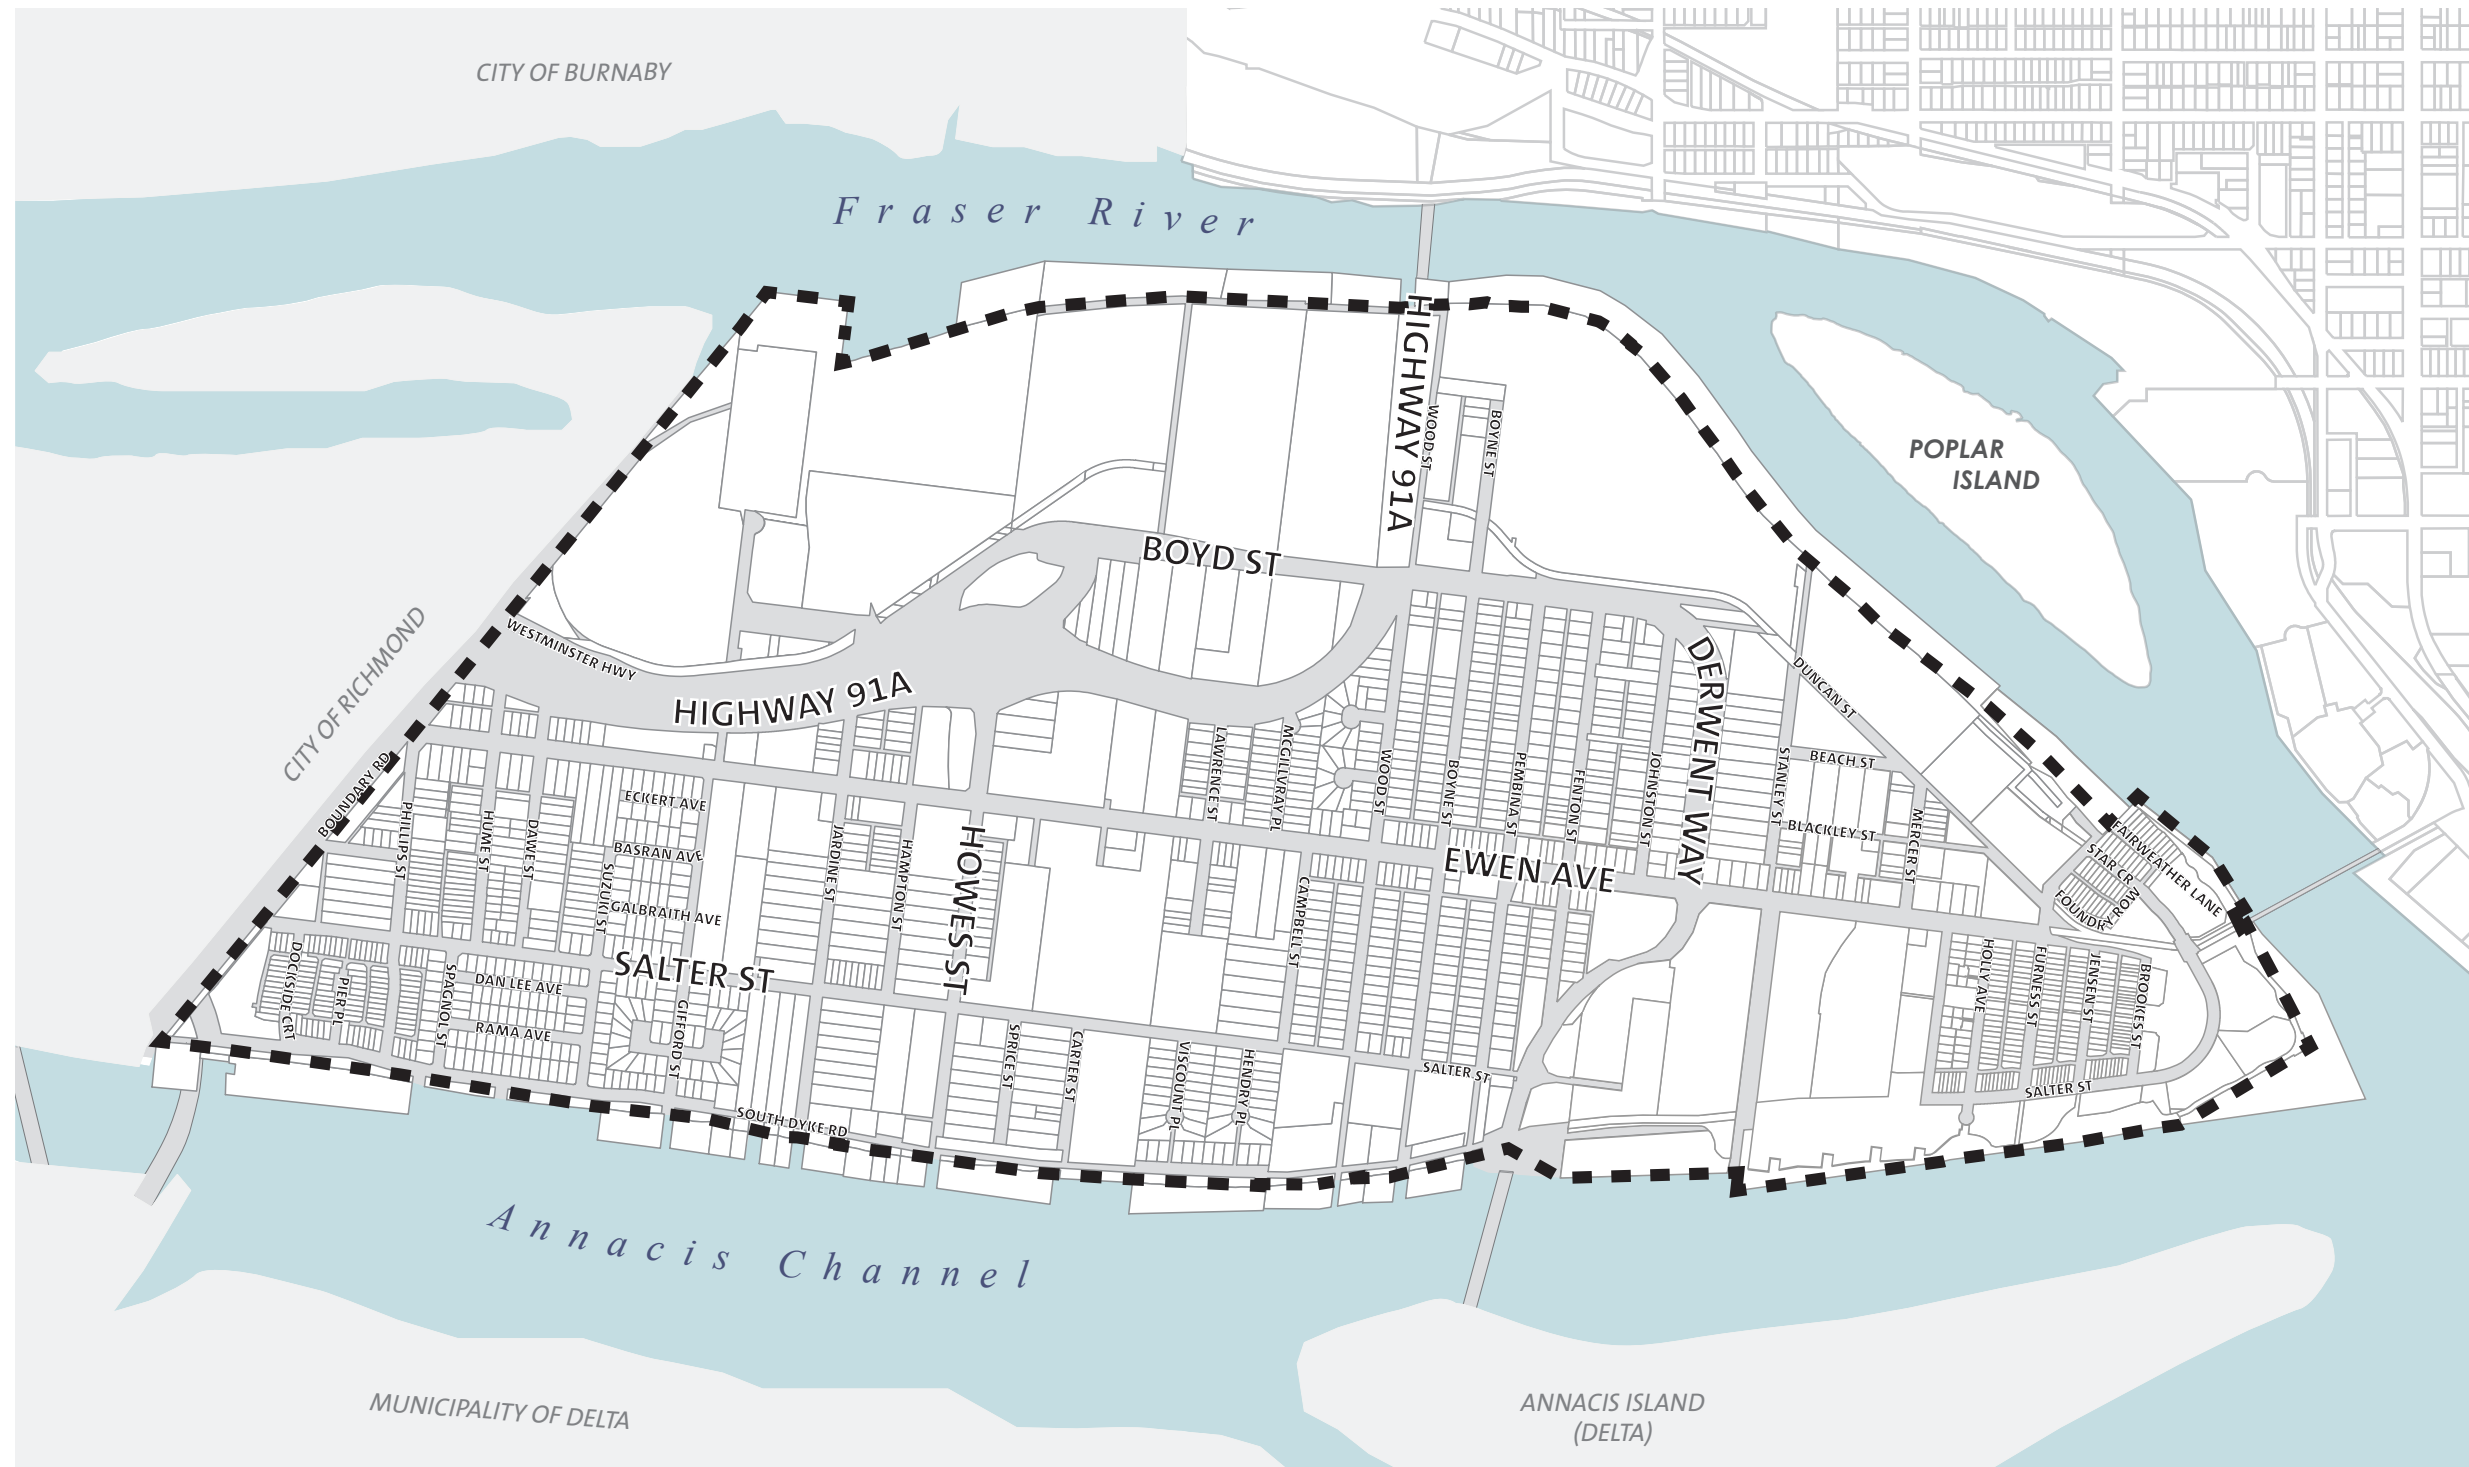 CITY OF BURNABY
Fraser River
HIGHWAY 91A
WOOD ST
BOYNE ST
POPLAR
ISLAND
BOYD ST
CITY OF RICHMOND
WESTMINSTER HWY
HIGHWAY 91A
DERWENT WAY
DUNCAN ST
BOUNDARY RD
PHILLIPS ST
HUME ST
DAWE ST
ECKERT AVE
BASRAN AVE
SUZUKI ST
GALBRAITH AVE
JARDINE ST
HAMPTON ST
HOWES ST
LAWRENCE ST
MCGILLVRAY PL
WOOD ST
BOYNE ST
PEMBINA ST
FENTON ST
JOHNSTON ST
STANLEY ST
BEACH ST
BLACKLEY ST
MERCER ST
FAIRWEATHER LANE
STAR CR
FOUNDRY ROW
EWEN AVE
CAMPBELL ST
SALTER ST
DOCKSIDE CRT
PIER PL
SPAGNOL ST
DAN LEE AVE
RAMA AVE
GIFFORD ST
SOUTH DYKE RD
SPRICE ST
CARTER ST
VISCOUNT PL
HENDRY PL
SALTER ST
HOLLY AVE
FURNESS ST
JENSEN ST
BROOKES ST
SALTER ST
Annacis Channel
MUNICIPALITY OF DELTA
ANNACIS ISLAND
(DELTA)